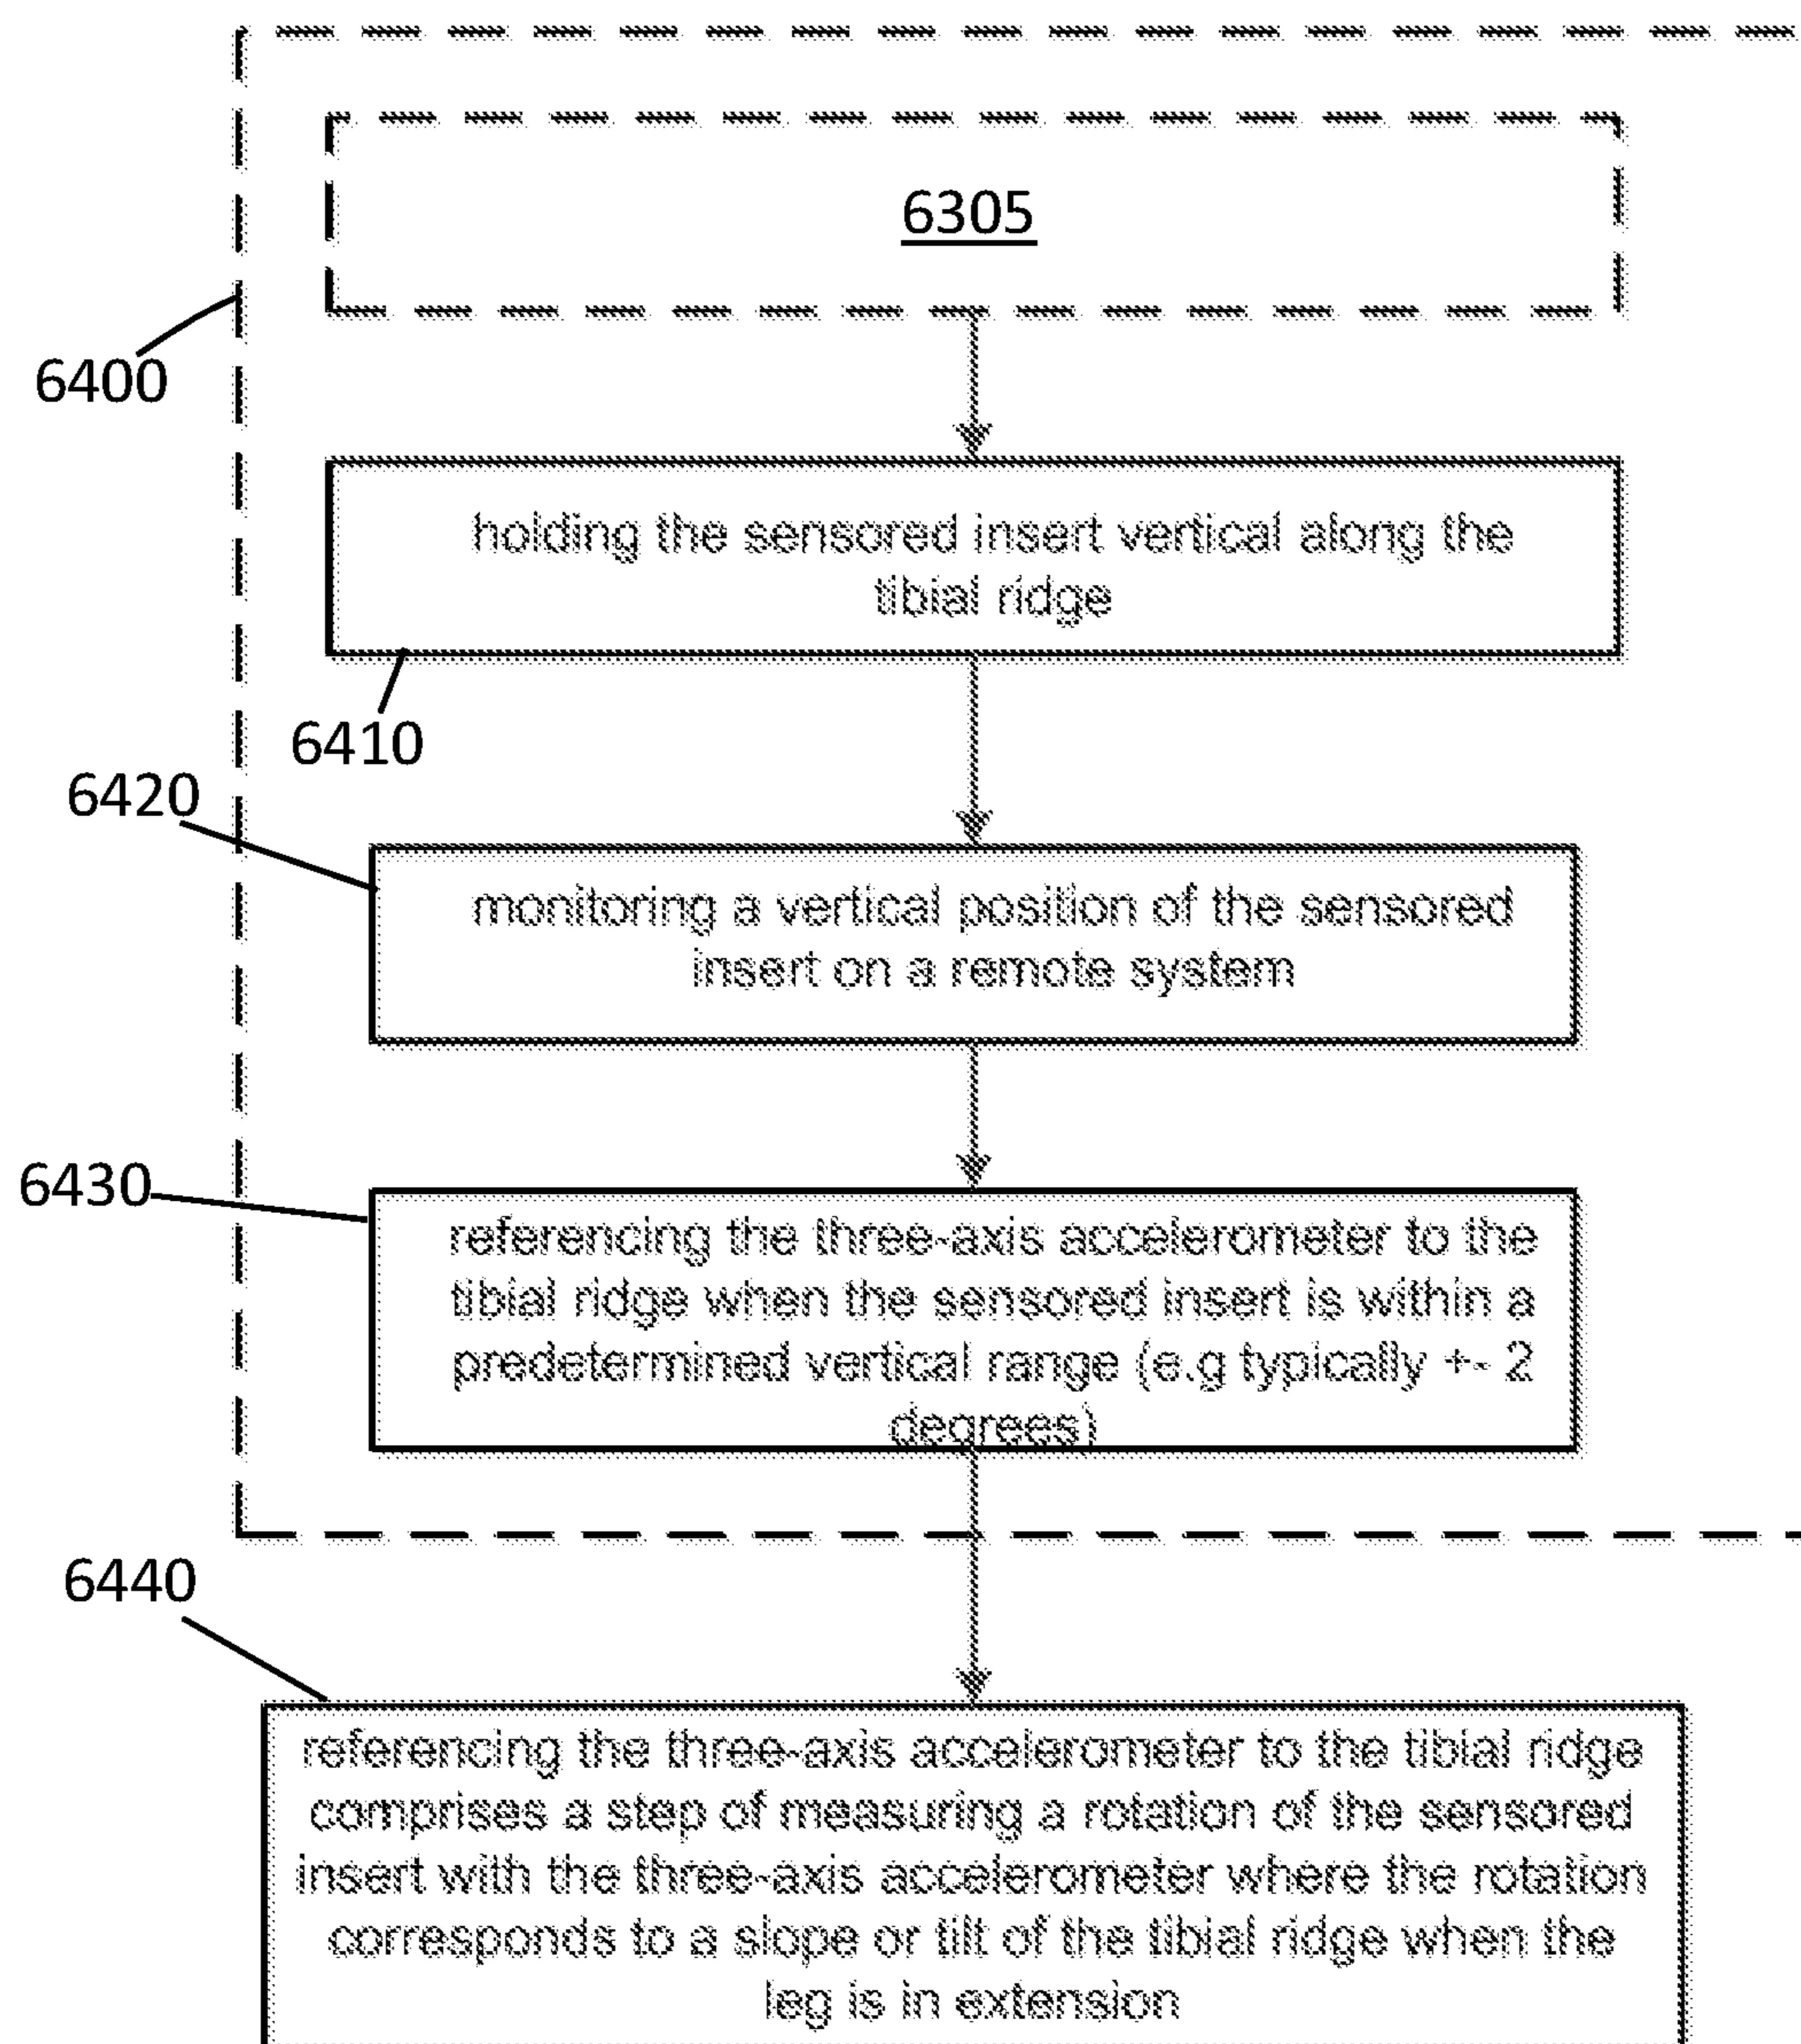 6305
6400
holding the sensored insert vertical along the
tibial ridge
6410
6420
monitoring a vertical position of the sensored
insert on a remote system
6430
referencing the three-axis accelerometer to the
tibial ridge when the sensored insert is within a
predetermined vertical range (e.g typically +- 2
degrees)
6440
referencing the three-axis accelerometer to the tibial ridge
comprises a step of measuring a rotation of the sensored
insert with the three-axis accelerometer where the rotation
corresponds to a slope or tilt of the tibial ridge when the
leg is in extension